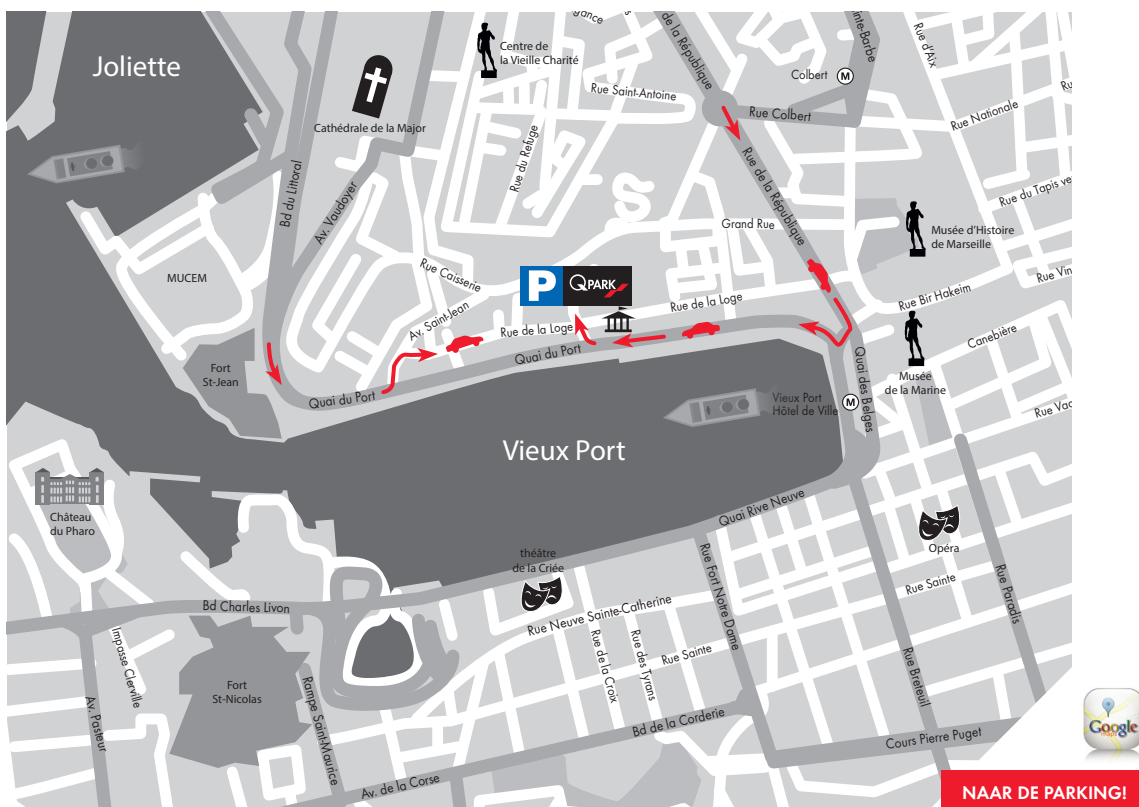 Joliette
Centre de
la Vieille Charité
de la République
Rue d'Aix
Colbert
M
Rue Saint-Antoine
Rue Colbert
Rue Nationale
Cathédrale de la Major
Rue du Refuge
Bd du Littoral
Av. Vaudoyer
Rue de la République
Grand Rue
Musée d'Histoire
de Marseille
MUCEM
Rue Caisserie
P
QPARK
Rue de la Loge
Rue Bir Hakeim
Av. Saint-Jean
Rue de la Loge
Canebière
Quai du Port
Fort
St-Jean
Quai du Port
Musée
de la Marine
Vieux Port
Hôtel de Ville
M
Quai des Belges
Vieux Port
Quai Rive Neuve
Château
du Pharo
Opéra
théâtre
de la Criée
Rue Fort Notre Dame
Rue Sainte
Rue Paradis
Bd Charles Livon
Rue Neuve Sainte-Catherine
Impasse Clerville
Rue de la Croix
Rue des Tyrans
Rue Sainte
Rue Breteuil
Fort
St-Nicolas
Rampe Saint-Maurice
Av. Pasteur
Bd de la Corderie
Cours Pierre Puget
Av. de la Corse
Google
maps
NAAR DE PARKING!